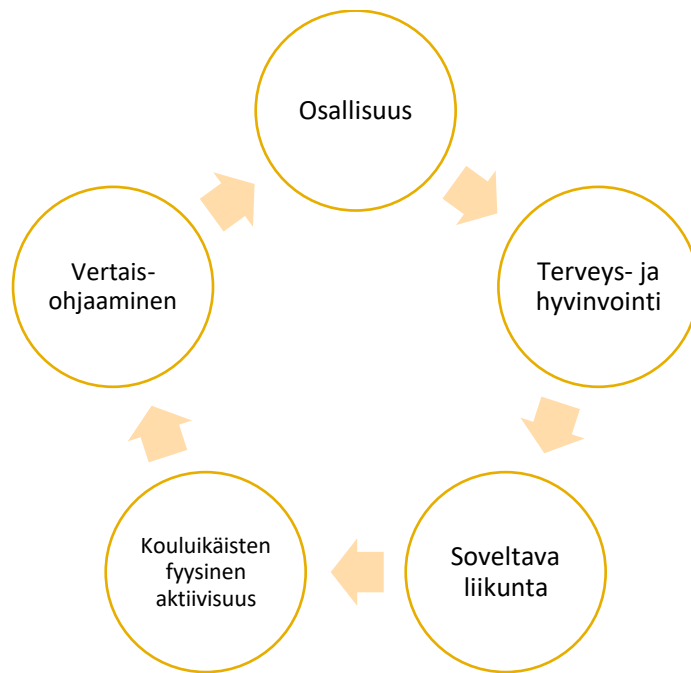 Osallisuus
Terveys- ja
hyvinvointi
Soveltava
liikunta
Kouluikäisten
fyysinen
aktiivisuus
Vertais-
ohjaaminen